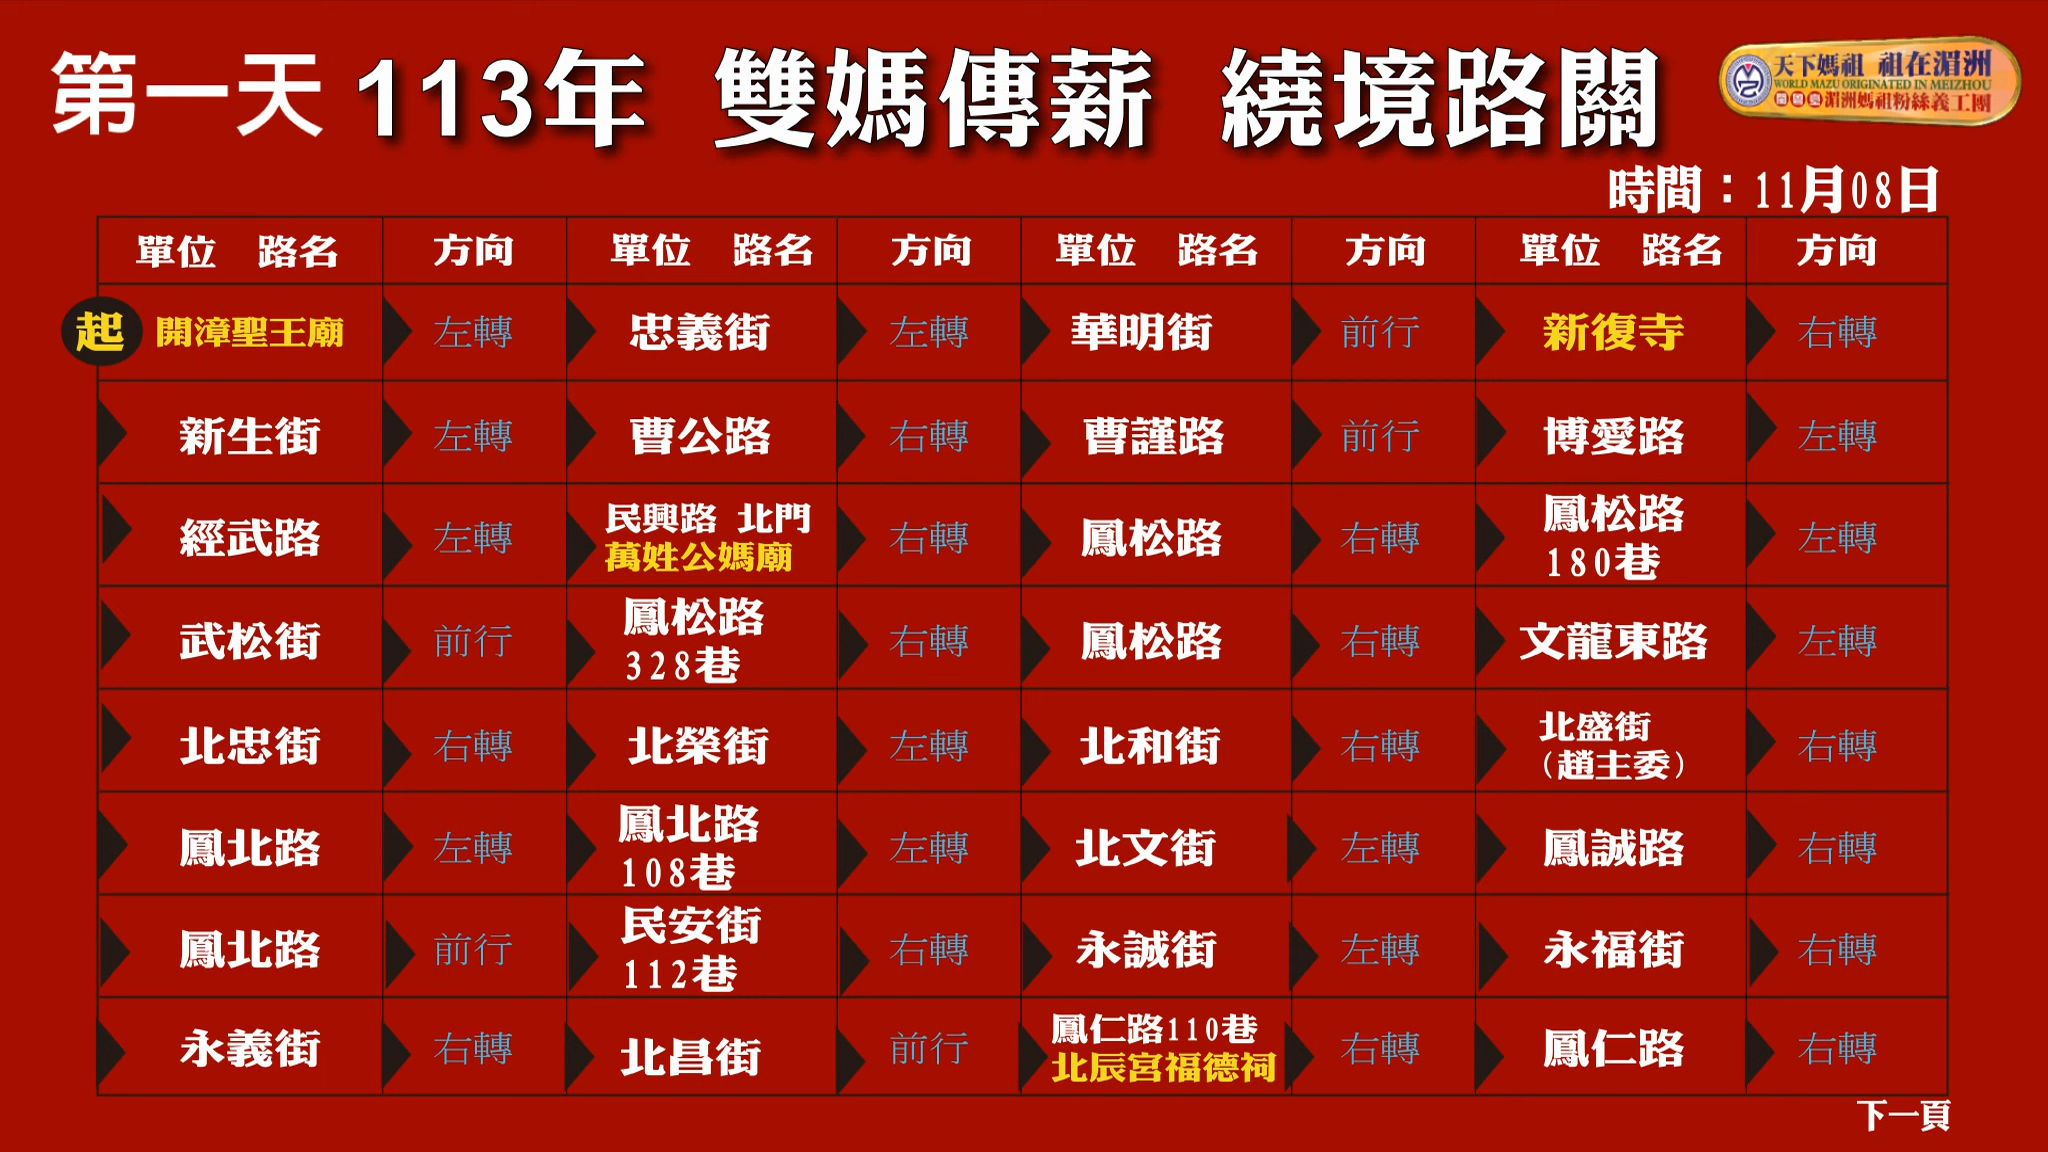 第一天 113年 雙媽傳薪 繞境路關
天下媽祖 祖在湄洲
WORLD MAZU ORIGINATED IN MEIZHOU
湄洲媽祖粉絲義工團
時間：11月08日
單位 路名 方向 單位 路名 方向 單位 路名 方向 單位 路名 方向
起 開漳聖王廟 左轉 忠義街 左轉 華明街 前行 新復寺 右轉
新生街 左轉 曹公路 右轉 曹謹路 前行 博愛路 左轉
經武路 左轉 民興路 北門
萬姓公媽廟 右轉 鳳松路 右轉 鳳松路
180巷 左轉
武松街 前行 鳳松路
328巷 右轉 鳳松路 右轉 文龍東路 左轉
北忠街 右轉 北榮街 左轉 北和街 右轉 北盛街
（趙主委） 右轉
鳳北路 左轉 鳳北路
108巷 左轉 北文街 左轉 鳳誠路 右轉
鳳北路 前行 民安街
112巷 右轉 永誠街 左轉 永福街 右轉
永義街 右轉 北昌街 前行 鳳仁路110巷
北辰宮福德祠 右轉 鳳仁路 右轉
下一頁